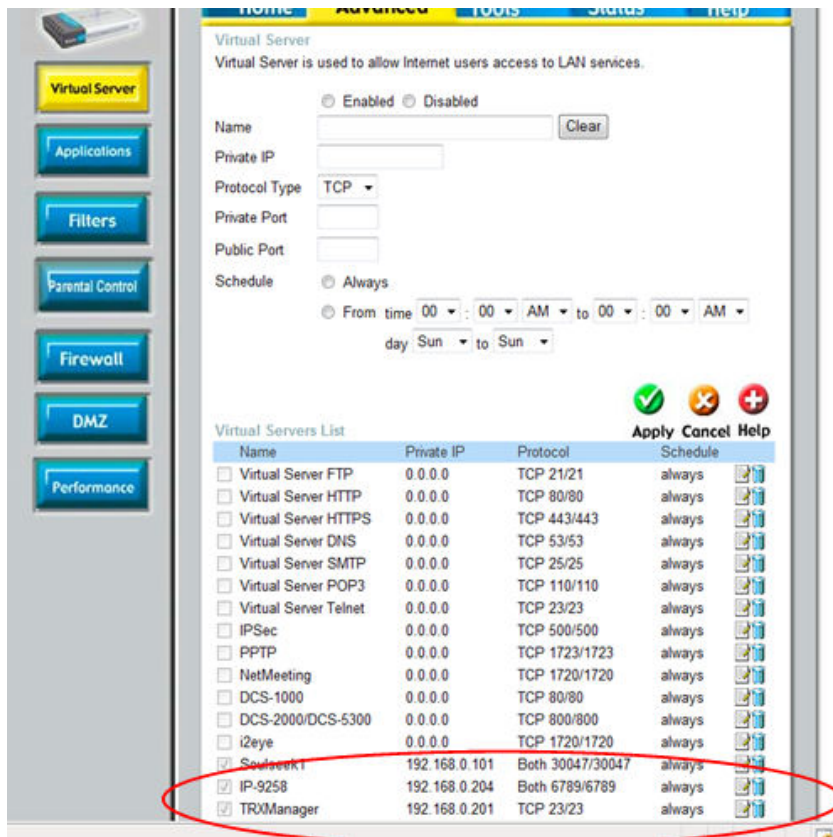 Home Advanced Tools Status Help
Virtual Server
Virtual Server is used to allow Internet users access to LAN services.
Enabled Disabled
Name Clear
Private IP
Protocol Type TCP
Private Port
Public Port
Schedule Always
From time 00 : 00 AM to 00 : 00 AM
day Sun to Sun
Virtual Server
Applications
Filters
Parental Control
Firewall
DMZ
Performance
Apply Cancel Help
Virtual Servers List
Name Private IP Protocol Schedule
Virtual Server FTP 0.0.0.0 TCP 21/21 always
Virtual Server HTTP 0.0.0.0 TCP 80/80 always
Virtual Server HTTPS 0.0.0.0 TCP 443/443 always
Virtual Server DNS 0.0.0.0 TCP 53/53 always
Virtual Server SMTP 0.0.0.0 TCP 25/25 always
Virtual Server POP3 0.0.0.0 TCP 110/110 always
Virtual Server Telnet 0.0.0.0 TCP 23/23 always
IPSec 0.0.0.0 TCP 500/500 always
PPTP 0.0.0.0 TCP 1723/1723 always
NetMeeting 0.0.0.0 TCP 1720/1720 always
DCS-1000 0.0.0.0 TCP 80/80 always
DCS-2000/DCS-5300 0.0.0.0 TCP 800/800 always
i2eye 0.0.0.0 TCP 1720/1720 always
Soulseek1 192.168.0.101 Both 30047/30047 always
IP-9258 192.168.0.204 Both 6789/6789 always
TRXManager 192.168.0.201 TCP 23/23 always